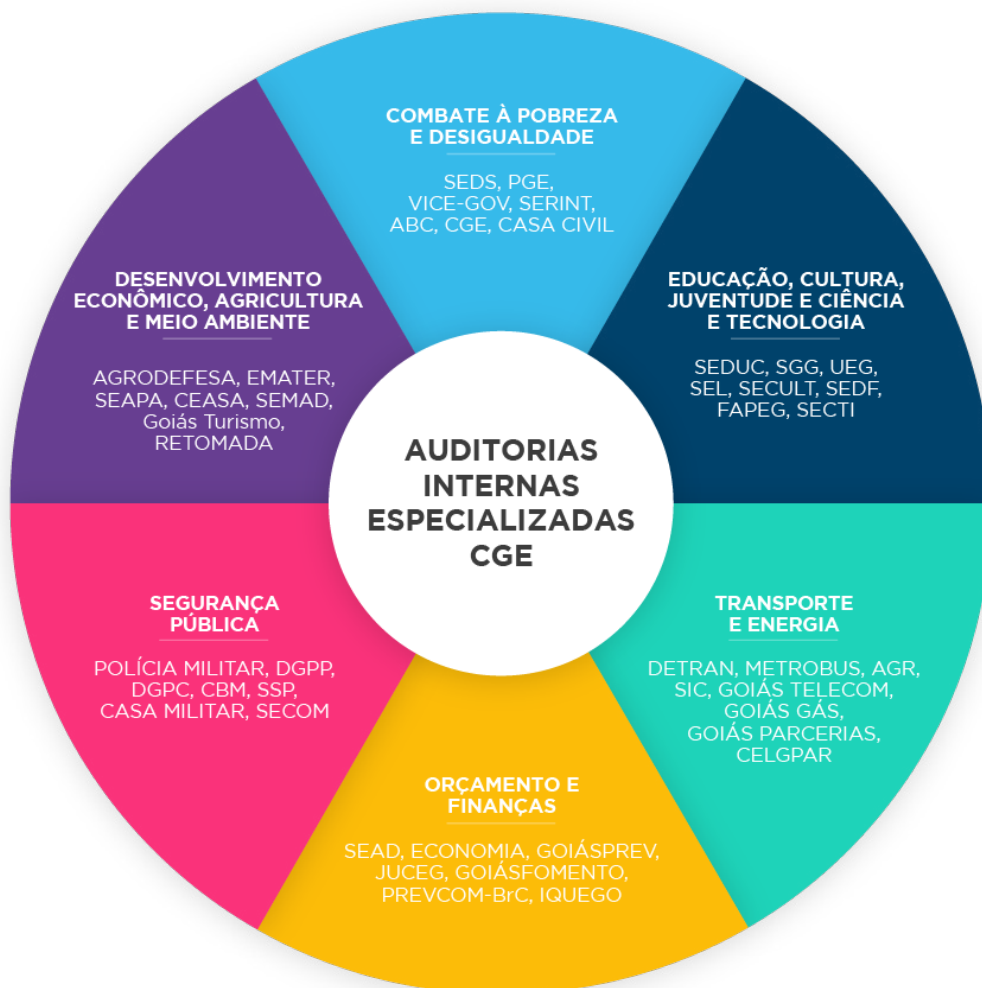 COMBATE À POBREZA
E DESIGUALDADE
SEDS, PGE,
VICE-GOV, SERINT,
ABC, CGE, CASA CIVIL
EDUCAÇÃO, CULTURA,
JUVENTUDE E CIÊNCIA
E TECNOLOGIA
SEDUC, SGG, UEG,
SEL, SECULT, SEDF,
FAPEG, SECTI
TRANSPORTE
E ENERGIA
DETRAN, METROBUS, AGR,
SIC, GOIÁS TELECOM,
GOIÁS GÁS,
GOIÁS PARCERIAS,
CELGPAR
ORÇAMENTO E
FINANÇAS
SEAD, ECONOMIA, GOIÁSPREV,
JUCEG, GOIÁSFOMENTO,
PREVCOM-BrC, IQUEGO
SEGURANÇA
PÚBLICA
POLÍCIA MILITAR, DGPP,
DGPC, CBM, SSP,
CASA MILITAR, SECOM
DESENVOLVIMENTO
ECONÔMICO, AGRICULTURA
E MEIO AMBIENTE
AGRODEFESA, EMATER,
SEAPA, CEASA, SEMAD,
Goiás Turismo,
RETOMADA
AUDITORIAS
INTERNAS
ESPECIALIZADAS
CGE